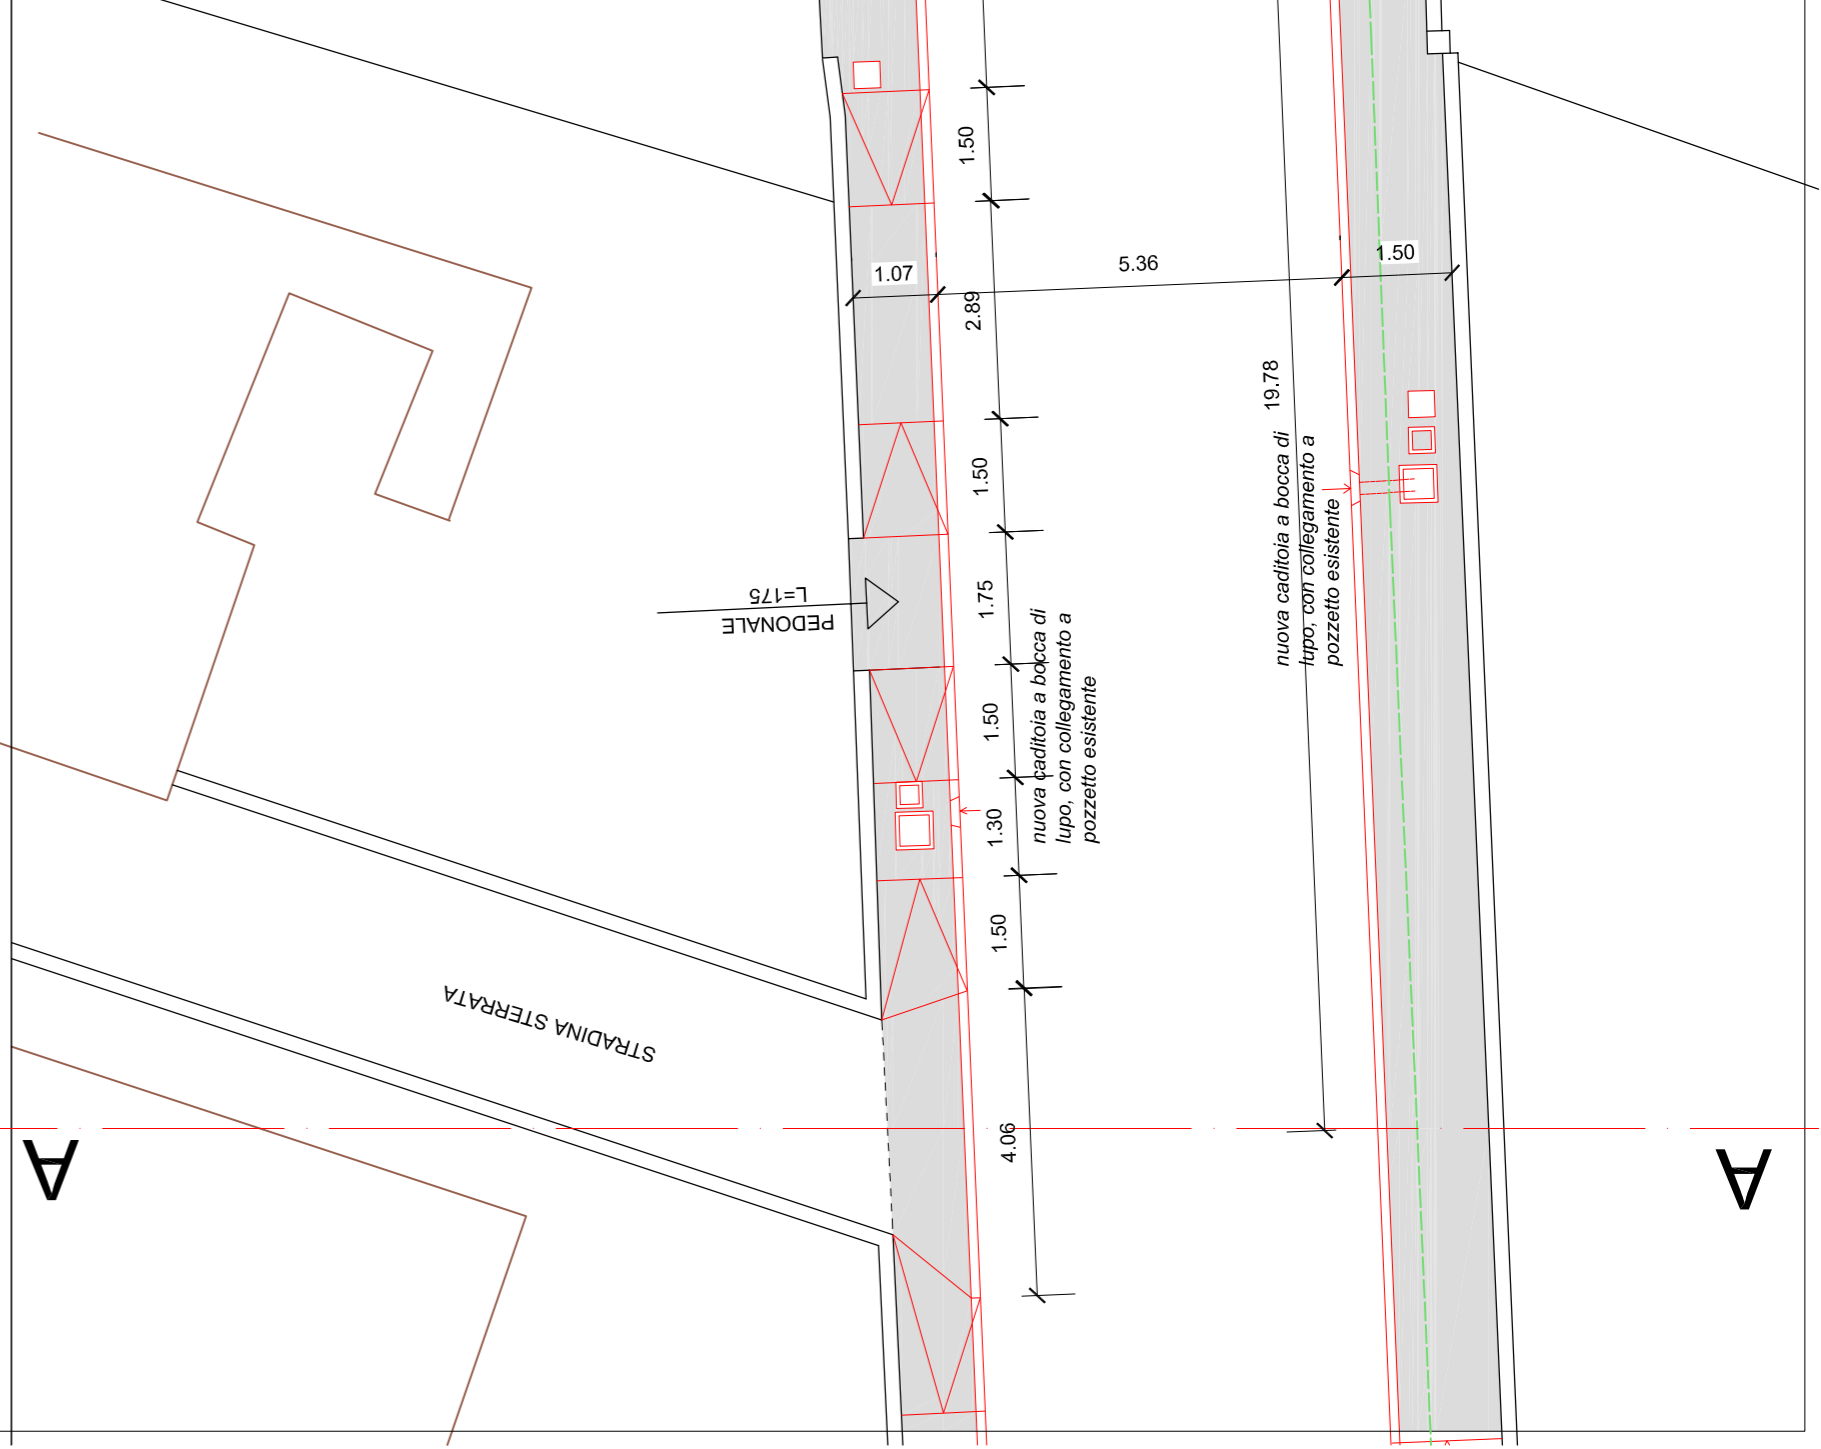 1.50
1.07
5.36
1.50
2.89
19.78
1.50
nuova caditoia a bocca di
lupo, con collegamento a
pozzetto esistente
L=175
PEDONALE
1.75
nuova caditoia a bocca di
lupo, con collegamento a
pozzetto esistente
1.50
1.30
1.50
STRADINA STERRATA
4.06
A
A